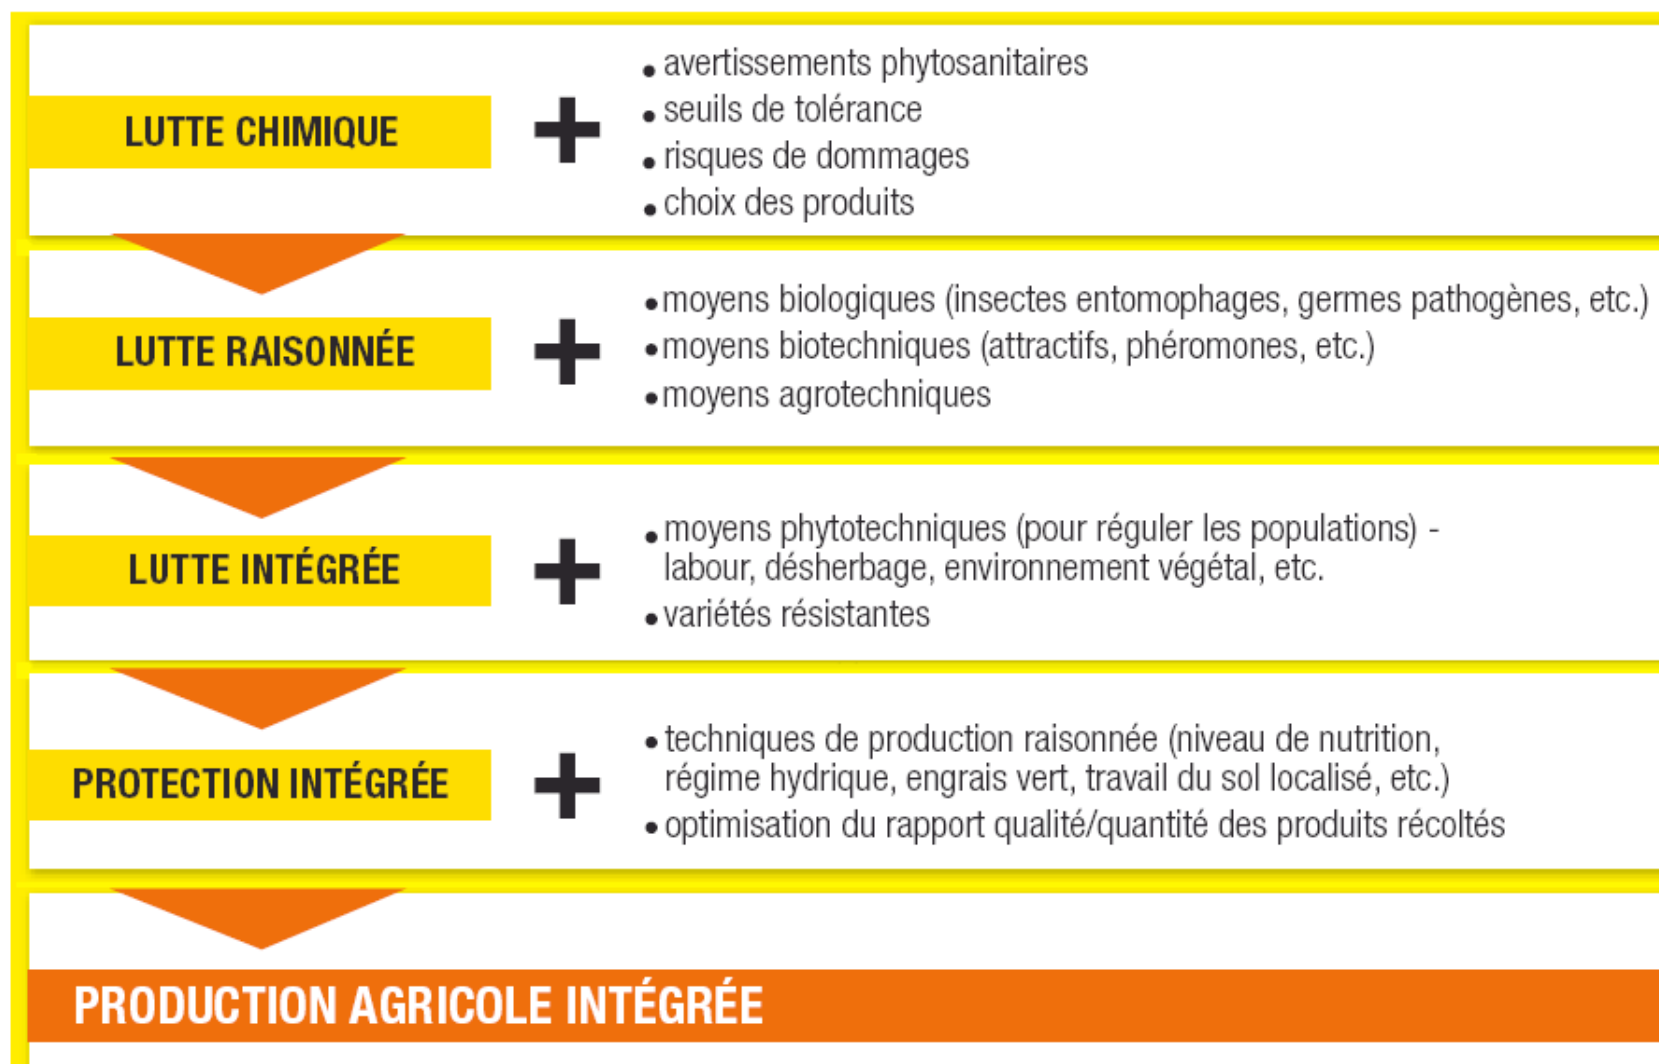 LUTTE CHIMIQUE
+
• avertissements phytosanitaires
• seuils de tolérance
• risques de dommages
• choix des produits
LUTTE RAISONNÉE
+
• moyens biologiques (insectes entomophages, germes pathogènes, etc.)
• moyens biotechniques (attractifs, phéromones, etc.)
• moyens agrotechniques
LUTTE INTÉGRÉE
+
• moyens phytotechniques (pour réguler les populations) -
labour, désherbage, environnement végétal, etc.
• variétés résistantes
PROTECTION INTÉGRÉE
+
• techniques de production raisonnée (niveau de nutrition,
régime hydrique, engrais vert, travail du sol localisé, etc.)
• optimisation du rapport qualité/quantité des produits récoltés
PRODUCTION AGRICOLE INTÉGRÉE